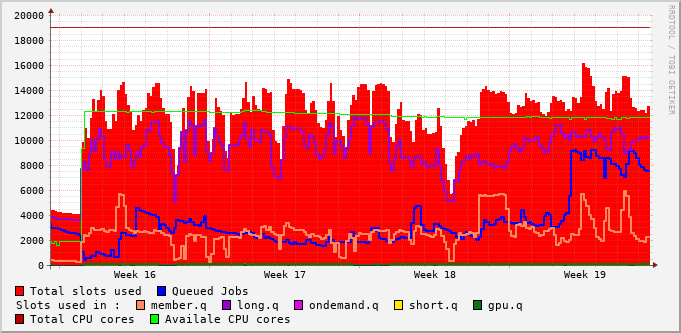 20000
18000
16000
14000
12000
10000
8000
6000
4000
2000
0
Week 16 Week 17 Week 18 Week 19
Total slots used Queued Jobs
Slots used in : member.q long.q ondemand.q short.q gpu.q
Total CPU cores Availale CPU cores
RRDTOOL / TOBI OETIKER